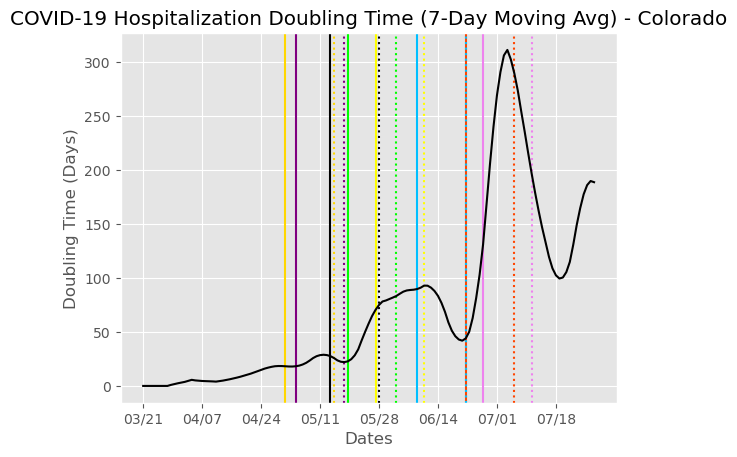 COVID-19 Hospitalization Doubling Time (7-Day Moving Avg) - Colorado
Doubling Time (Days)
300
250
200
150
100
50
0
03/21 04/07 04/24 05/11 05/28 06/14 07/01 07/18
Dates